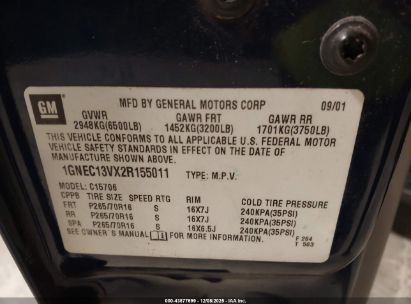 GM
MFD BY GENERAL MOTORS CORP 09/01
GVWR GAWR FRT GAWR RR
2948KG(6500LB) 1452KG(3200LB) 1701KG(3750LB)
THIS VEHICLE CONFORMS TO ALL APPLICABLE U.S. FEDERAL MOTOR
VEHICLE SAFETY STANDARDS IN EFFECT ON THE DATE OF
MANUFACTURE SHOWN ABOVE.
1GNEC13VX2R155011 TYPE: M.P.V.
MODEL: C15706
CPPB TIRE SIZE SPEED RTG RIM COLD TIRE PRESSURE
FRT P265/70R16 S 16X7J 240KPA(35PSI)
RR P265/70R16 S 16X7J 240KPA(35PSI)
SPA P265/70R16 S 16X6.5J 240KPA(35PSI)
SEE OWNER'S MANUAL FOR MORE INFORMATION. F 264
T 563
STOCK: 43877699 12/08/2025 - IAA Inc.